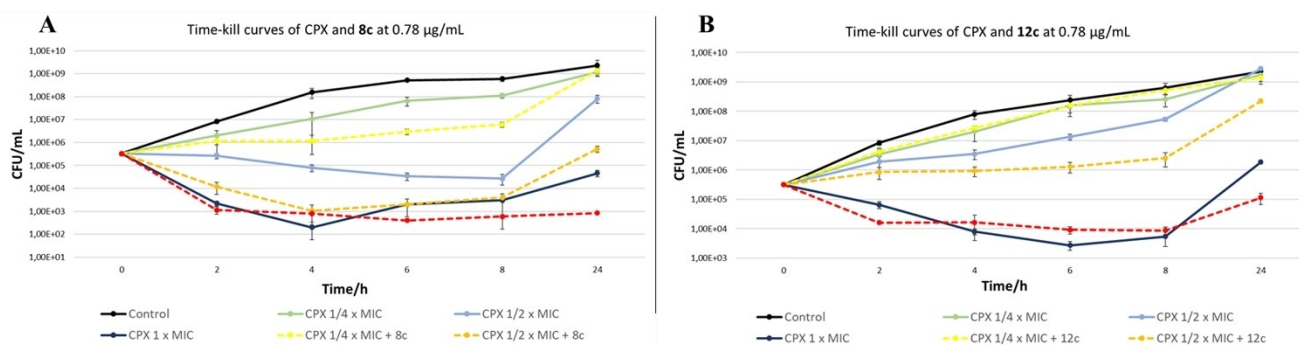 A
Time-kill curves of CPX and 8c at 0.78 µg/mL
1,00E+10
1,00E+09
1,00E+08
1,00E+07
1,00E+06
1,00E+05
1,00E+04
1,00E+03
1,00E+02
1,00E+01
CFU/mL
0 2 4 6 8 24
Time/h
Control CPX 1/4 x MIC CPX 1/2 x MIC
CPX 1 x MIC CPX 1/4 x MIC + 8c CPX 1/2 x MIC + 8c
B
Time-kill curves of CPX and 12c at 0.78 µg/mL
1,00E+10
1,00E+09
1,00E+08
1,00E+07
1,00E+06
1,00E+05
1,00E+04
1,00E+03
CFU/mL
0 2 4 6 8 24
Time/h
Control CPX 1/4 x MIC CPX 1/2 x MIC
CPX 1 x MIC CPX 1/4 x MIC + 12c CPX 1/2 x MIC + 12c